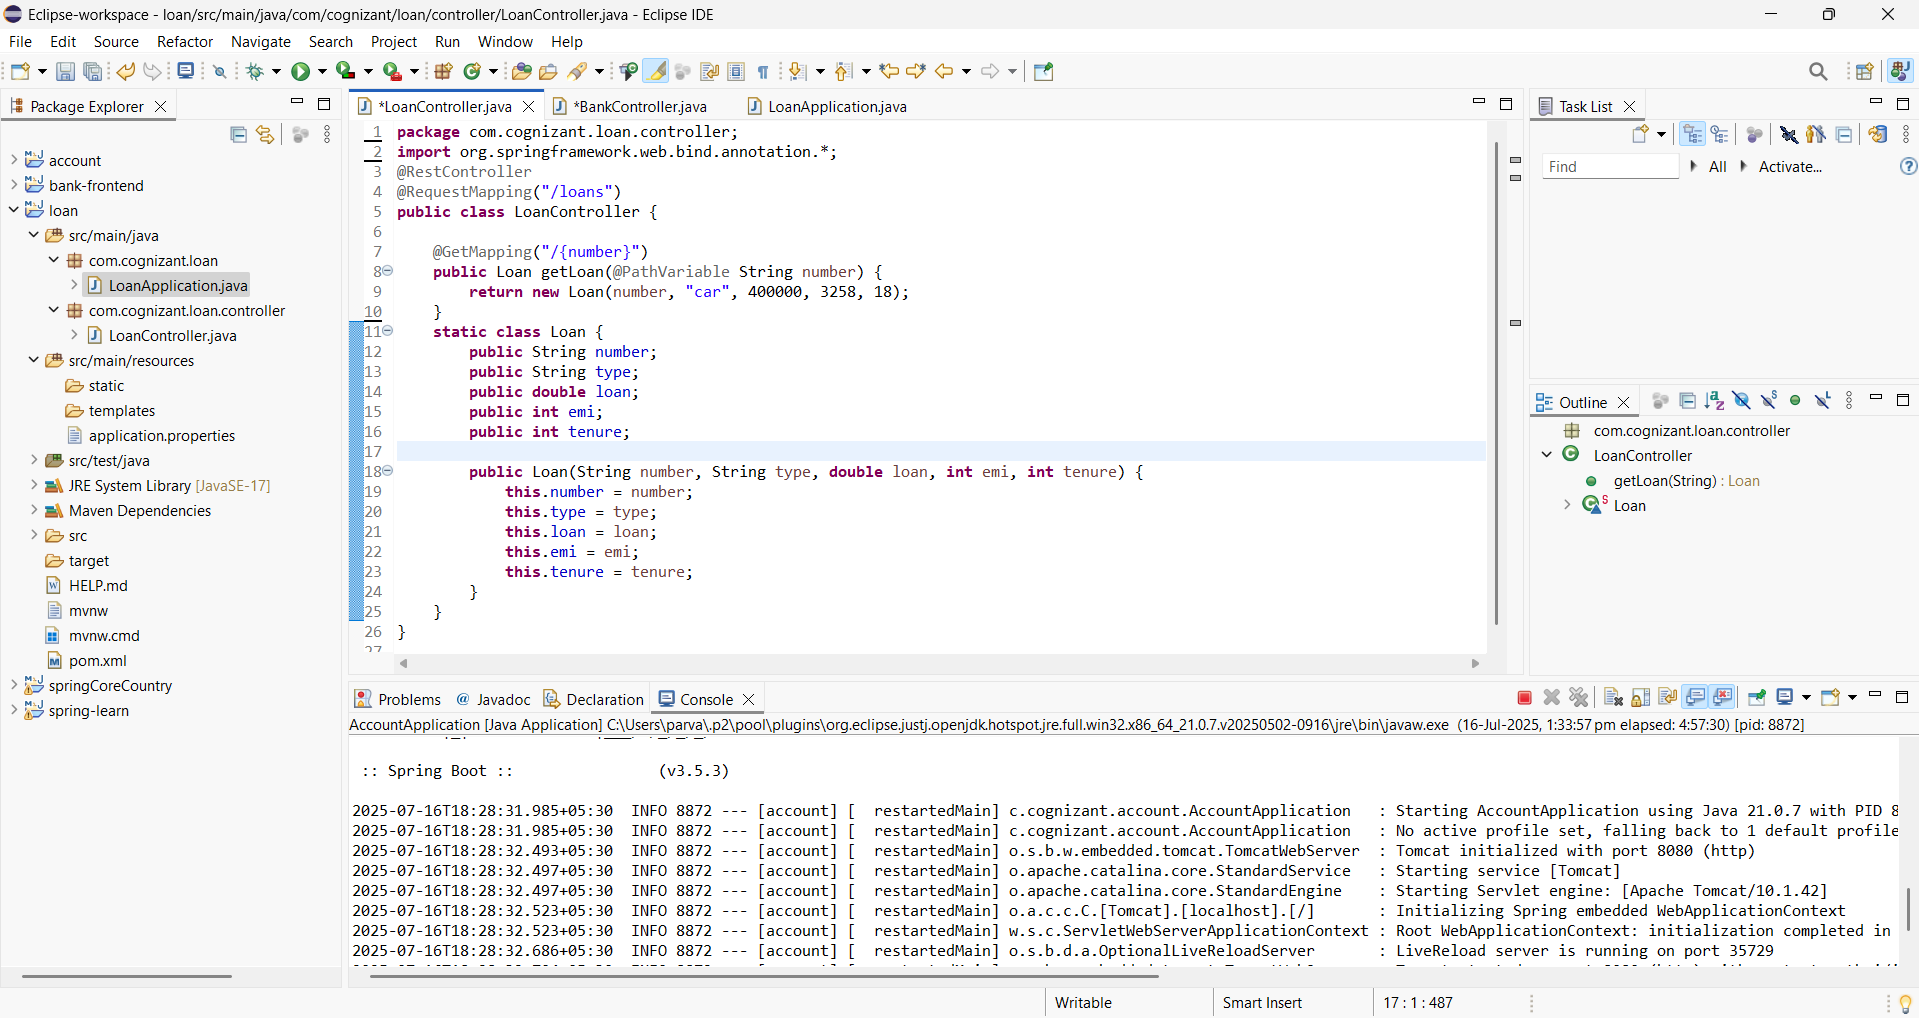 Eclipse-workspace - loan/src/main/java/com/cognizant/loan/controller/LoanController.java - Eclipse IDE
File Edit Source Refactor Navigate Search Project Run Window Help
Package Explorer
account
bank-frontend
loan
src/main/java
com.cognizant.loan
LoanApplication.java
com.cognizant.loan.controller
LoanController.java
src/main/resources
static
templates
application.properties
src/test/java
JRE System Library [JavaSE-17]
Maven Dependencies
src
target
HELP.md
mvnw
mvnw.cmd
pom.xml
springCoreCountry
spring-learn
*LoanController.java *BankController.java LoanApplication.java
1 package com.cognizant.loan.controller;
2 import org.springframework.web.bind.annotation.*;
3 @RestController
4 @RequestMapping("/loans")
5 public class LoanController {
6
7 @GetMapping("/{number}")
8 public Loan getLoan(@PathVariable String number) {
9 return new Loan(number, "car", 400000, 3258, 18);
10 }
11 static class Loan {
12 public String number;
13 public String type;
14 public double loan;
15 public int emi;
16 public int tenure;
17
18 public Loan(String number, String type, double loan, int emi, int tenure) {
19 this.number = number;
20 this.type = type;
21 this.loan = loan;
22 this.emi = emi;
23 this.tenure = tenure;
24 }
25 }
26 }
27
Task List
Find All Activate...
Outline
com.cognizant.loan.controller
LoanController
getLoan(String) : Loan
Loan
Problems Javadoc Declaration Console
AccountApplication [Java Application] C:\Users\parva\.p2\pool\plugins\org.eclipse.justj.openjdk.hotspot.jre.full.win32.x86_64_21.0.7.v20250502-0916\jre\bin\javaw.exe (16-Jul-2025, 1:33:57 pm elapsed: 4:57:30) [pid: 8872]
:: Spring Boot :: (v3.5.3)
2025-07-16T18:28:31.985+05:30 INFO 8872 --- [account] [ restartedMain] c.cognizant.account.AccountApplication : Starting AccountApplication using Java 21.0.7 with PID 8
2025-07-16T18:28:31.985+05:30 INFO 8872 --- [account] [ restartedMain] c.cognizant.account.AccountApplication : No active profile set, falling back to 1 default profile
2025-07-16T18:28:32.493+05:30 INFO 8872 --- [account] [ restartedMain] o.s.b.w.embedded.tomcat.TomcatWebServer : Tomcat initialized with port 8080 (http)
2025-07-16T18:28:32.497+05:30 INFO 8872 --- [account] [ restartedMain] o.apache.catalina.core.StandardService : Starting service [Tomcat]
2025-07-16T18:28:32.497+05:30 INFO 8872 --- [account] [ restartedMain] o.apache.catalina.core.StandardEngine : Starting Servlet engine: [Apache Tomcat/10.1.42]
2025-07-16T18:28:32.523+05:30 INFO 8872 --- [account] [ restartedMain] o.a.c.c.C.[Tomcat].[localhost].[/] : Initializing Spring embedded WebApplicationContext
2025-07-16T18:28:32.523+05:30 INFO 8872 --- [account] [ restartedMain] w.s.c.ServletWebServerApplicationContext : Root WebApplicationContext: initialization completed in
2025-07-16T18:28:32.686+05:30 INFO 8872 --- [account] [ restartedMain] o.s.b.d.a.OptionalLiveReloadServer : LiveReload server is running on port 35729
Writable Smart Insert 17 : 1 : 487